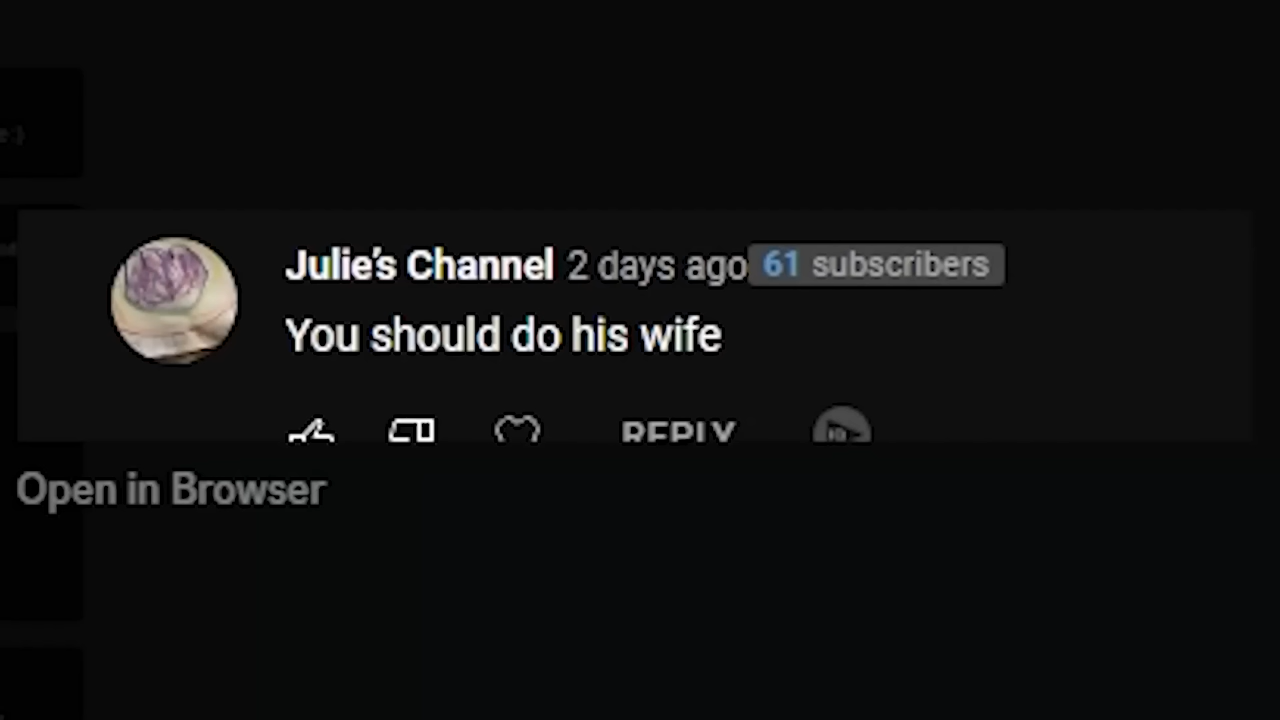 Julie's Channel 2 days ago 61 subscribers
You should do his wife
REPLY
Open in Browser